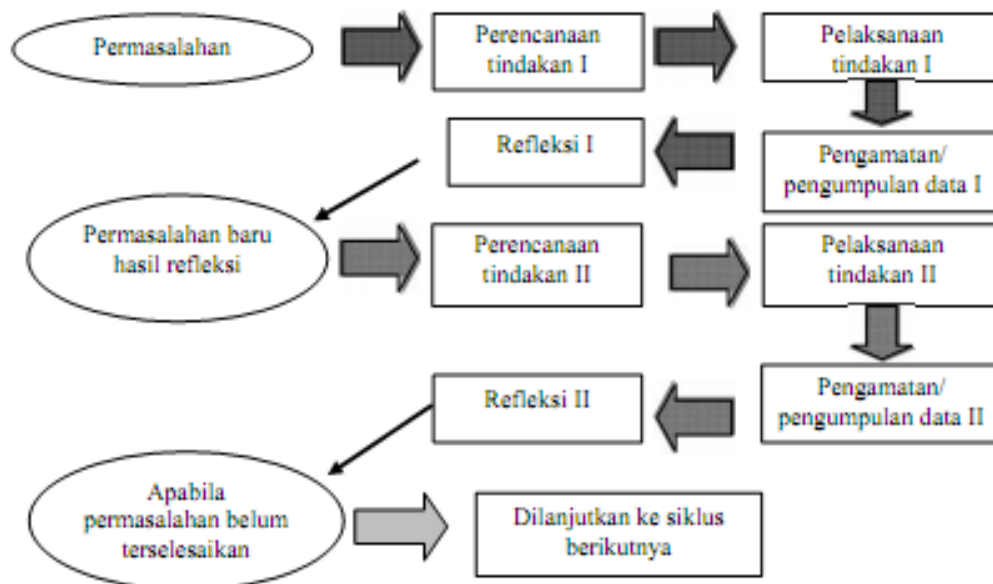 Permasalahan
Perencanaan
tindakan I
Pelaksanaan
tindakan I
Refleksi I
Pengamatan/
pengumpulan data I
Permasalahan baru
hasil refleksi
Perencanaan
tindakan II
Pelaksanaan
tindakan II
Refleksi II
Pengamatan/
pengumpulan data II
Apabila
permasalahan belum
terselesaikan
Dilanjutkan ke siklus
berikutnya